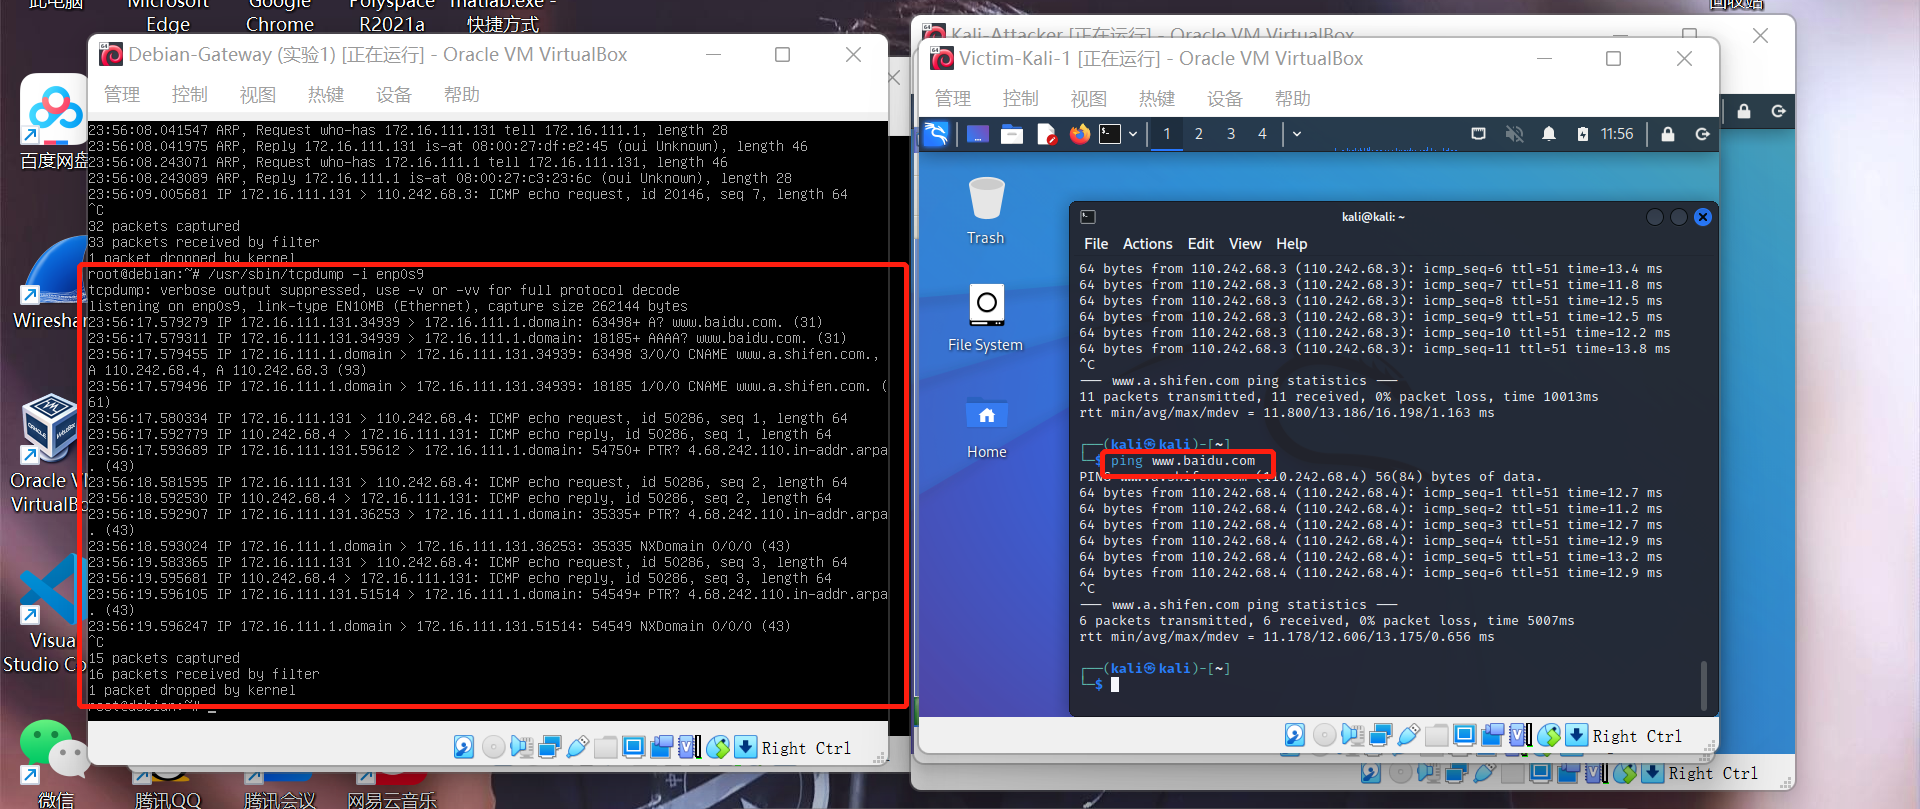 此电脑
Microsoft
Edge
Google
Chrome
Polyspace
R2021a
matlab.exe -
快捷方式
回收站
百度网盘
Wireshar
Oracle VM
VirtualBo
Visua
Studio Co
微信
腾讯QQ
腾讯会议
网易云音乐
Debian-Gateway (实验1) [正在运行] - Oracle VM VirtualBox
管理 控制 视图 热键 设备 帮助
23:56:08.041547 ARP, Request who-has 172.16.111.131 tell 172.16.111.1, length 28
23:56:08.041975 ARP, Reply 172.16.111.131 is-at 08:00:27:df:e2:45 (oui Unknown), length 46
23:56:08.243071 ARP, Request who-has 172.16.111.1 tell 172.16.111.131, length 46
23:56:08.243089 ARP, Reply 172.16.111.1 is-at 08:00:27:c3:23:6c (oui Unknown), length 28
23:56:09.005681 IP 172.16.111.131 > 110.242.68.3: ICMP echo request, id 20146, seq 7, length 64
^C
32 packets captured
33 packets received by filter
1 packet dropped by kernel
root@debian:~# /usr/sbin/tcpdump -i enp0s9
tcpdump: verbose output suppressed, use -v or -vv for full protocol decode
listening on enp0s9, link-type EN10MB (Ethernet), capture size 262144 bytes
23:56:17.579279 IP 172.16.111.131.34939 > 172.16.111.1.domain: 63498+ A? www.baidu.com. (31)
23:56:17.579311 IP 172.16.111.131.34939 > 172.16.111.1.domain: 18185+ AAAA? www.baidu.com. (31)
23:56:17.579455 IP 172.16.111.1.domain > 172.16.111.131.34939: 63498 3/0/0 CNAME www.a.shifen.com.,
A 110.242.68.4, A 110.242.68.3 (93)
23:56:17.579496 IP 172.16.111.1.domain > 172.16.111.131.34939: 18185 1/0/0 CNAME www.a.shifen.com. (
61)
23:56:17.580334 IP 172.16.111.131 > 110.242.68.4: ICMP echo request, id 50286, seq 1, length 64
23:56:17.592779 IP 110.242.68.4 > 172.16.111.131: ICMP echo reply, id 50286, seq 1, length 64
23:56:17.593689 IP 172.16.111.131.59612 > 172.16.111.1.domain: 54750+ PTR? 4.68.242.110.in-addr.arpa
. (43)
23:56:18.581595 IP 172.16.111.131 > 110.242.68.4: ICMP echo request, id 50286, seq 2, length 64
23:56:18.592530 IP 110.242.68.4 > 172.16.111.131: ICMP echo reply, id 50286, seq 2, length 64
23:56:18.592907 IP 172.16.111.131.36253 > 172.16.111.1.domain: 35335+ PTR? 4.68.242.110.in-addr.arpa
. (43)
23:56:18.593024 IP 172.16.111.1.domain > 172.16.111.131.36253: 35335 NXDomain 0/0/0 (43)
23:56:19.583365 IP 172.16.111.131 > 110.242.68.4: ICMP echo request, id 50286, seq 3, length 64
23:56:19.595681 IP 110.242.68.4 > 172.16.111.131: ICMP echo reply, id 50286, seq 3, length 64
23:56:19.596105 IP 172.16.111.131.51514 > 172.16.111.1.domain: 54549+ PTR? 4.68.242.110.in-addr.arpa
. (43)
23:56:19.596247 IP 172.16.111.1.domain > 172.16.111.131.51514: 54549 NXDomain 0/0/0 (43)
^C
15 packets captured
16 packets received by filter
1 packet dropped by kernel
root@debian:~# _
Right Ctrl
Kali-Attacker [正在运行] - Oracle VM VirtualBox
Victim-Kali-1 [正在运行] - Oracle VM VirtualBox
管理 控制 视图 热键 设备 帮助
1 2 3 4
11:56
Trash
File System
Home
kali@kali: ~
File Actions Edit View Help
64 bytes from 110.242.68.3 (110.242.68.3): icmp_seq=6 ttl=51 time=13.4 ms
64 bytes from 110.242.68.3 (110.242.68.3): icmp_seq=7 ttl=51 time=11.8 ms
64 bytes from 110.242.68.3 (110.242.68.3): icmp_seq=8 ttl=51 time=12.5 ms
64 bytes from 110.242.68.3 (110.242.68.3): icmp_seq=9 ttl=51 time=12.5 ms
64 bytes from 110.242.68.3 (110.242.68.3): icmp_seq=10 ttl=51 time=12.2 ms
64 bytes from 110.242.68.3 (110.242.68.3): icmp_seq=11 ttl=51 time=13.8 ms
^C
--- www.a.shifen.com ping statistics ---
11 packets transmitted, 11 received, 0% packet loss, time 10013ms
rtt min/avg/max/mdev = 11.800/13.186/16.198/1.163 ms
┌──(kali㉿kali)-[~]
└─$ ping www.baidu.com
PING www.a.shifen.com (110.242.68.4) 56(84) bytes of data.
64 bytes from 110.242.68.4 (110.242.68.4): icmp_seq=1 ttl=51 time=12.7 ms
64 bytes from 110.242.68.4 (110.242.68.4): icmp_seq=2 ttl=51 time=11.2 ms
64 bytes from 110.242.68.4 (110.242.68.4): icmp_seq=3 ttl=51 time=12.7 ms
64 bytes from 110.242.68.4 (110.242.68.4): icmp_seq=4 ttl=51 time=12.9 ms
64 bytes from 110.242.68.4 (110.242.68.4): icmp_seq=5 ttl=51 time=13.2 ms
64 bytes from 110.242.68.4 (110.242.68.4): icmp_seq=6 ttl=51 time=12.9 ms
^C
--- www.a.shifen.com ping statistics ---
6 packets transmitted, 6 received, 0% packet loss, time 5007ms
rtt min/avg/max/mdev = 11.178/12.606/13.175/0.656 ms
┌──(kali㉿kali)-[~]
└─$
Right Ctrl
Right Ctrl